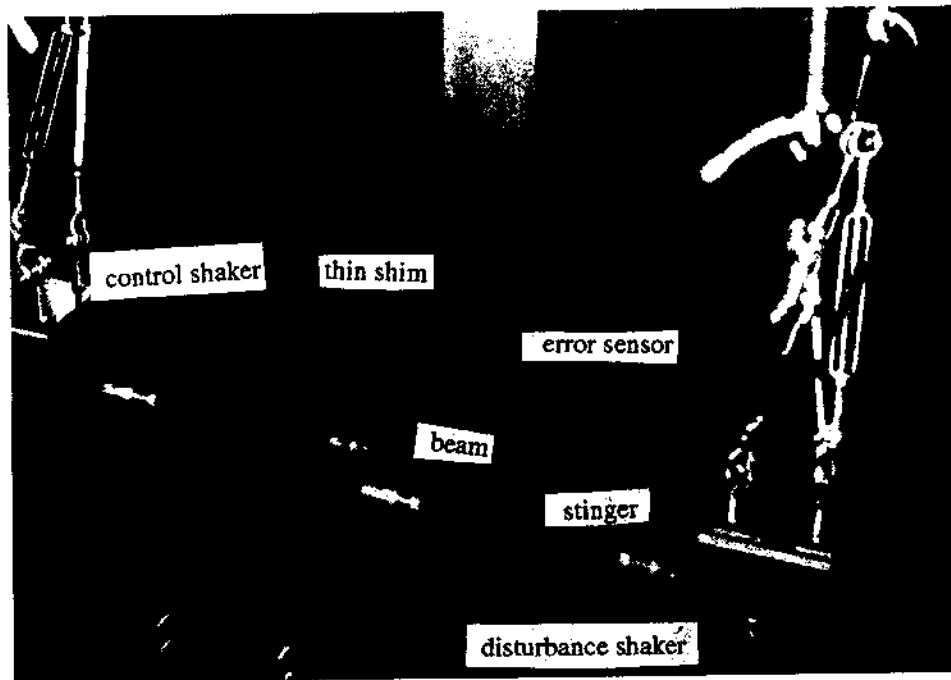 control shaker
thin shim
error sensor
beam
stinger
disturbance shaker